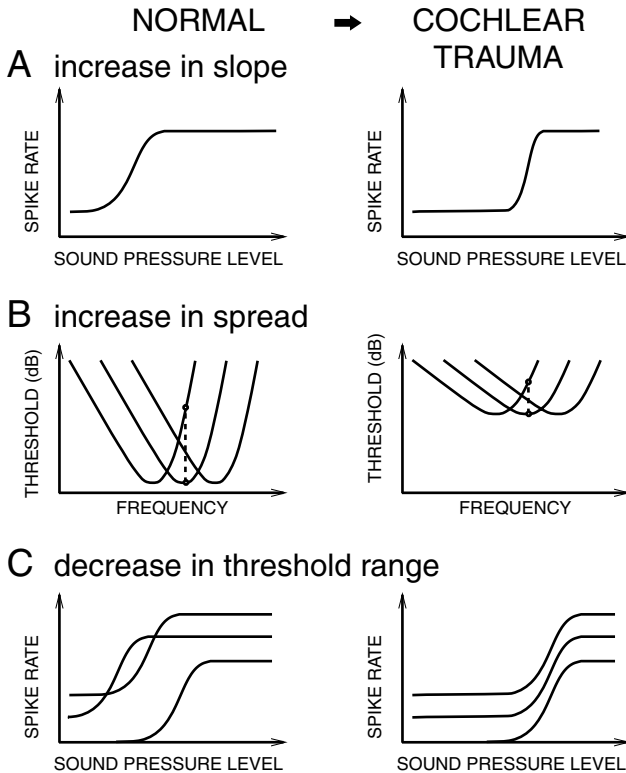 NORMAL ➡ COCHLEAR TRAUMA
A increase in slope
SPIKE RATE
SOUND PRESSURE LEVEL
SPIKE RATE
SOUND PRESSURE LEVEL
B increase in spread
THRESHOLD (dB)
FREQUENCY
THRESHOLD (dB)
FREQUENCY
C decrease in threshold range
SPIKE RATE
SOUND PRESSURE LEVEL
SPIKE RATE
SOUND PRESSURE LEVEL